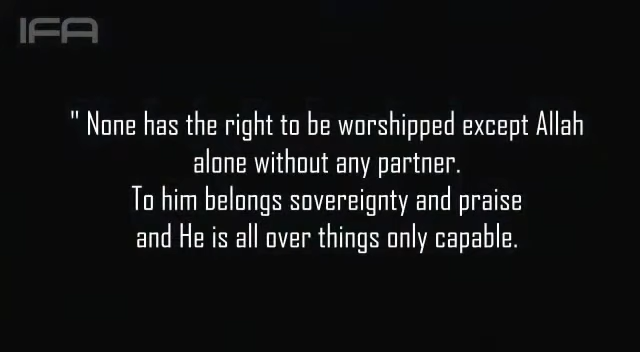 IFA
" None has the right to be worshipped except Allah
alone without any partner.
To him belongs sovereignty and praise
and He is all over things only capable.